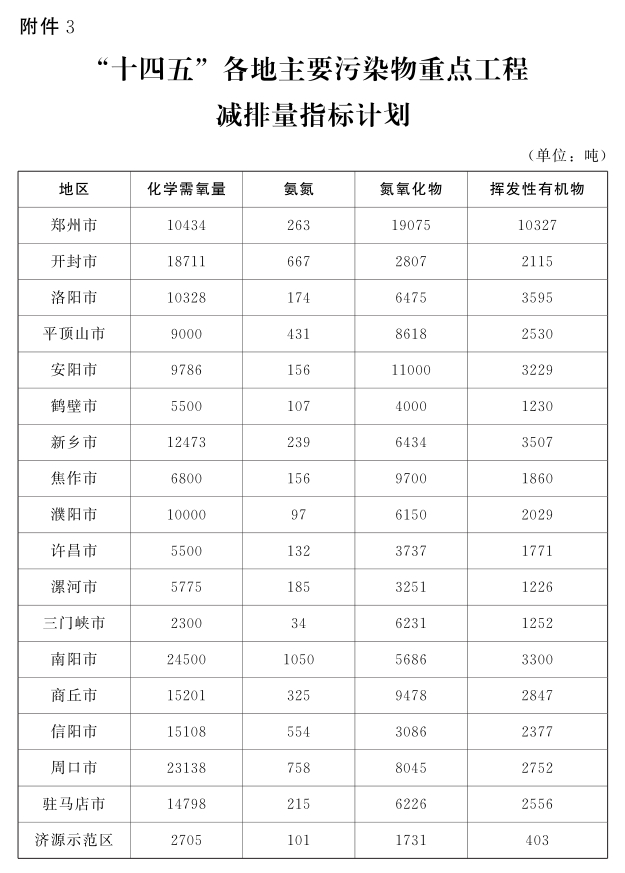 附件 3
“十四五”各地主要污染物重点工程
减排量指标计划
（单位：吨）
地区 化学需氧量 氨氮 氮氧化物 挥发性有机物
郑州市 10434 263 19075 10327
开封市 18711 667 2807 2115
洛阳市 10328 174 6475 3595
平顶山市 9000 431 8618 2530
安阳市 9786 156 11000 3229
鹤壁市 5500 107 4000 1230
新乡市 12473 239 6434 3507
焦作市 6800 156 9700 1860
濮阳市 10000 97 6150 2029
许昌市 5500 132 3737 1771
漯河市 5775 185 3251 1226
三门峡市 2300 34 6231 1252
南阳市 24500 1050 5686 3300
商丘市 15201 325 9478 2847
信阳市 15108 554 3086 2377
周口市 23138 758 8045 2752
驻马店市 14798 215 6226 2556
济源示范区 2705 101 1731 403